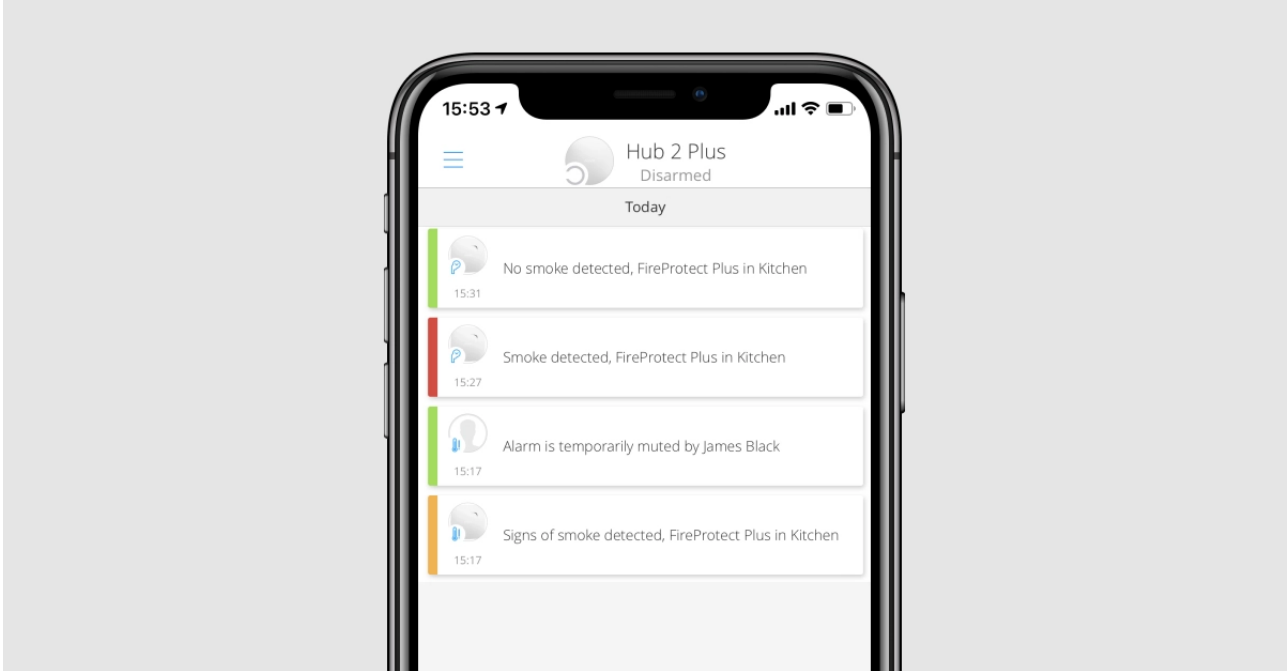 15:53
Hub 2 Plus
Disarmed
Today
No smoke detected, FireProtect Plus in Kitchen
15:31
Smoke detected, FireProtect Plus in Kitchen
15:27
Alarm is temporarily muted by James Black
15:17
Signs of smoke detected, FireProtect Plus in Kitchen
15:17